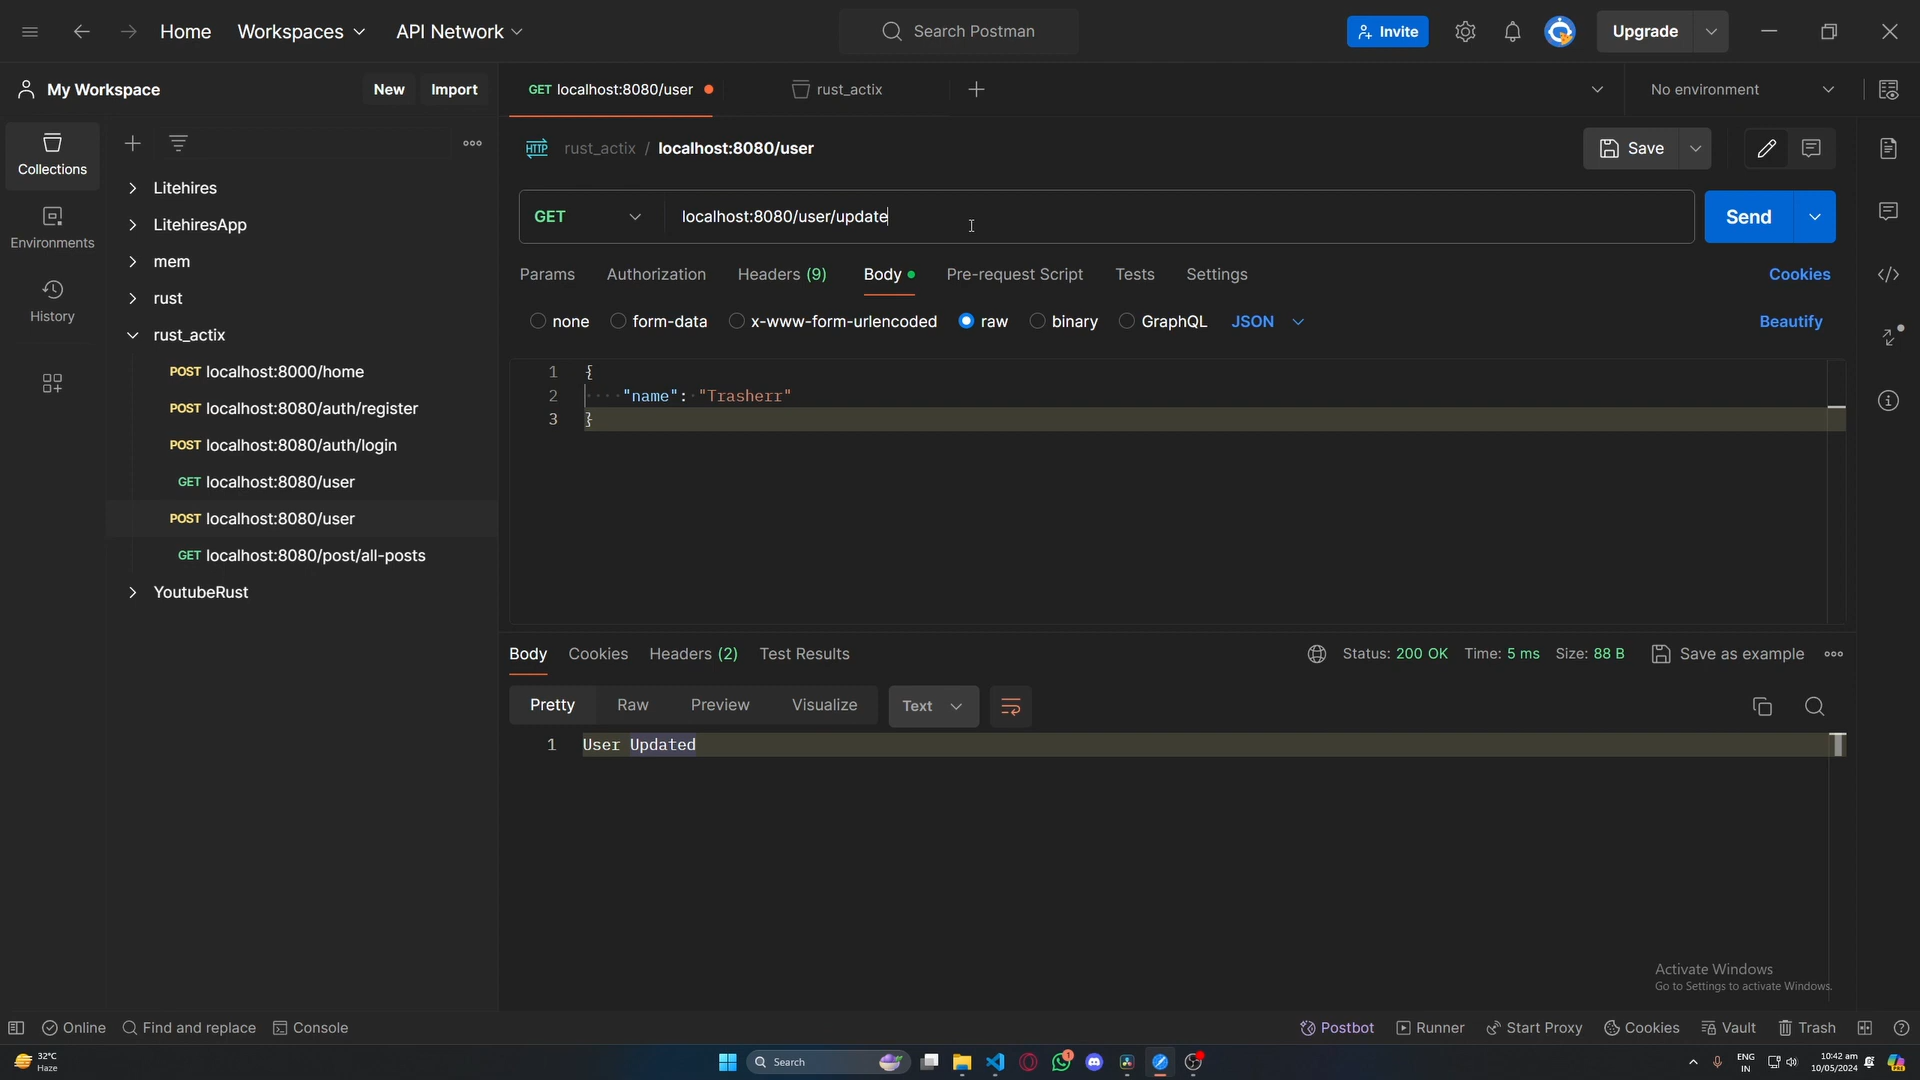 Home
Workspaces
API Network
Search Postman
Invite
Upgrade
My Workspace
New
Import
GET localhost:8080/user
rust_actix
No environment
Collections
Environments
History
Litehires
LitehiresApp
mem
rust
rust_actix
POST localhost:8000/home
POST localhost:8080/auth/register
POST localhost:8080/auth/login
GET localhost:8080/user
POST localhost:8080/user
GET localhost:8080/post/all-posts
YoutubeRust
HTTP rust_actix / localhost:8080/user
Save
GET localhost:8080/user/update
Send
Params Authorization Headers (9) Body Pre-request Script Tests Settings Cookies
none form-data x-www-form-urlencoded raw binary GraphQL JSON Beautify
1 {
2 "name": "Trasherr"
3 }
Body Cookies Headers (2) Test Results
Status: 200 OK Time: 5 ms Size: 88 B Save as example
Pretty Raw Preview Visualize Text
1 User Updated
Activate Windows
Go to Settings to activate Windows.
Online Find and replace Console
Postbot Runner Start Proxy Cookies Vault Trash
32°C
Haze
Search
1
ENG
IN
10:42 am
10/05/2024